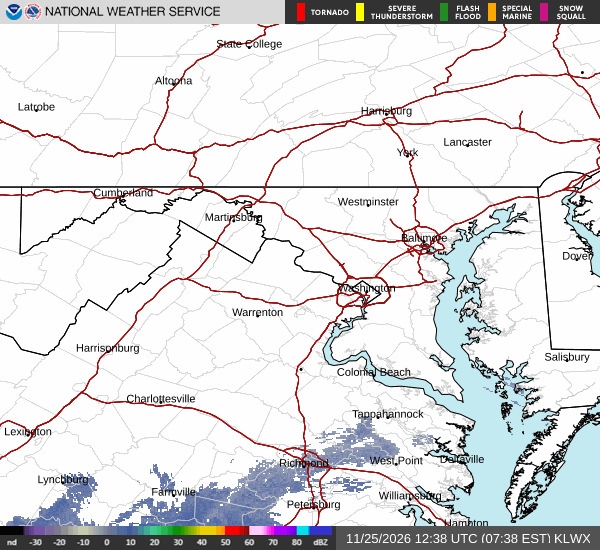 NATIONAL WEATHER SERVICE
TORNADO
SEVERE THUNDERSTORM
FLASH FLOOD
SPECIAL MARINE
SNOW SQUALL
State College
Altoona
Latrobe
Harrisburg
Lancaster
York
Cumberland
Westminster
Martinsburg
Baltimore
Dover
Washington
Warrenton
Harrisonburg
Salisbury
Colonial Beach
Charlottesville
Tappahannock
Lexington
Richmond
West Point
Deltaville
Lynchburg
Farmville
Williamsburg
Petersburg
Hampton
nd -30 -20 -10 0 10 20 30 40 50 60 70 80 dBZ
11/25/2026 12:38 UTC (07:38 EST) KLWX